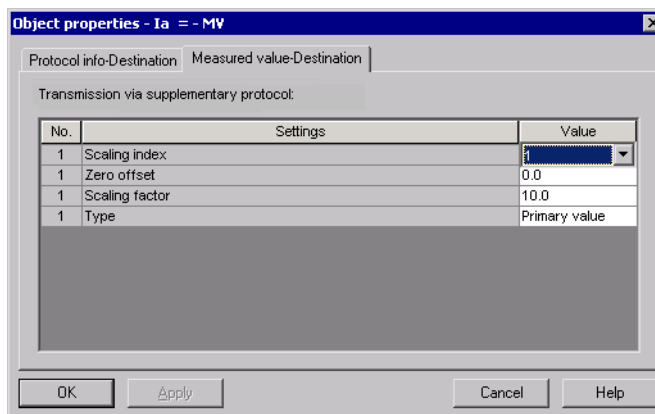 Object properties - Ia = - MV
Protocol info-Destination Measured value-Destination
Transmission via supplementary protocol:
No. Settings Value
1 Scaling index 1
1 Zero offset 0.0
1 Scaling factor 10.0
1 Type Primary value
OK Apply Cancel Help